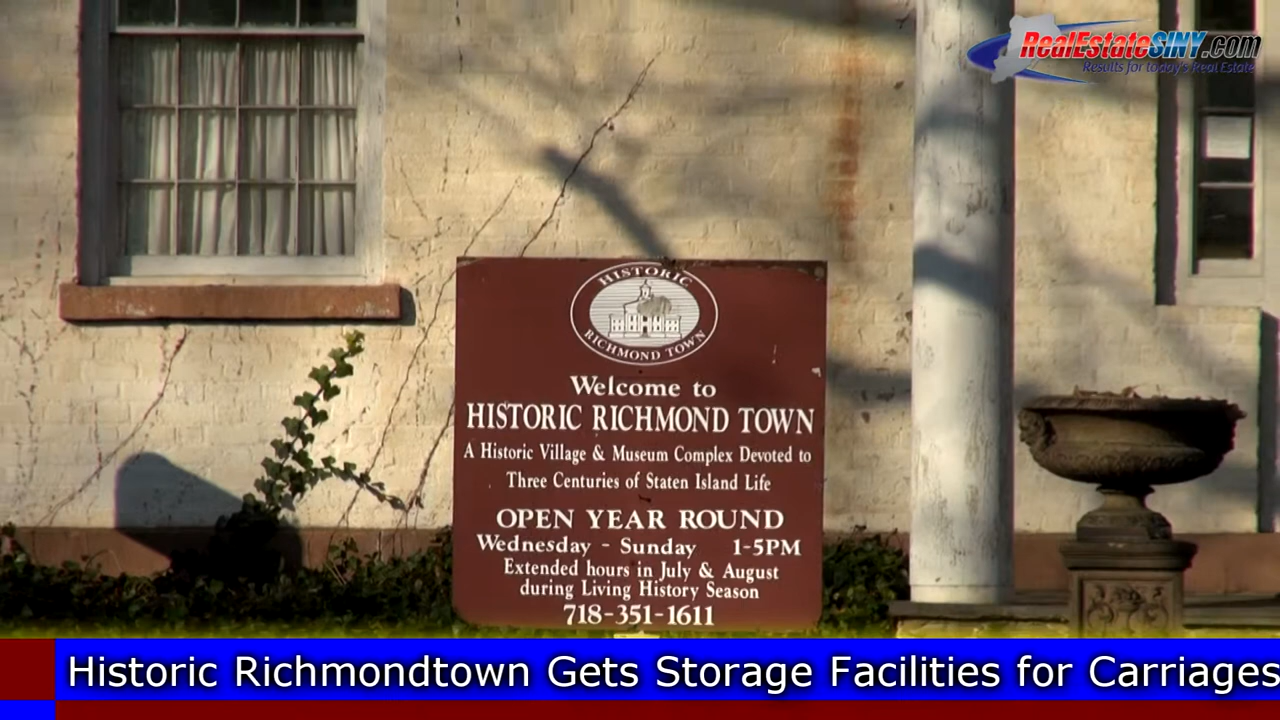 RealEstateSINY.com
Results for today's Real Estate
HISTORIC
RICHMOND TOWN
Welcome to
HISTORIC RICHMOND TOWN
A Historic Village & Museum Complex Devoted to
Three Centuries of Staten Island Life
OPEN YEAR ROUND
Wednesday - Sunday 1-5PM
Extended hours in July & August
during Living History Season
718-351-1611
Historic Richmondtown Gets Storage Facilities for Carriages